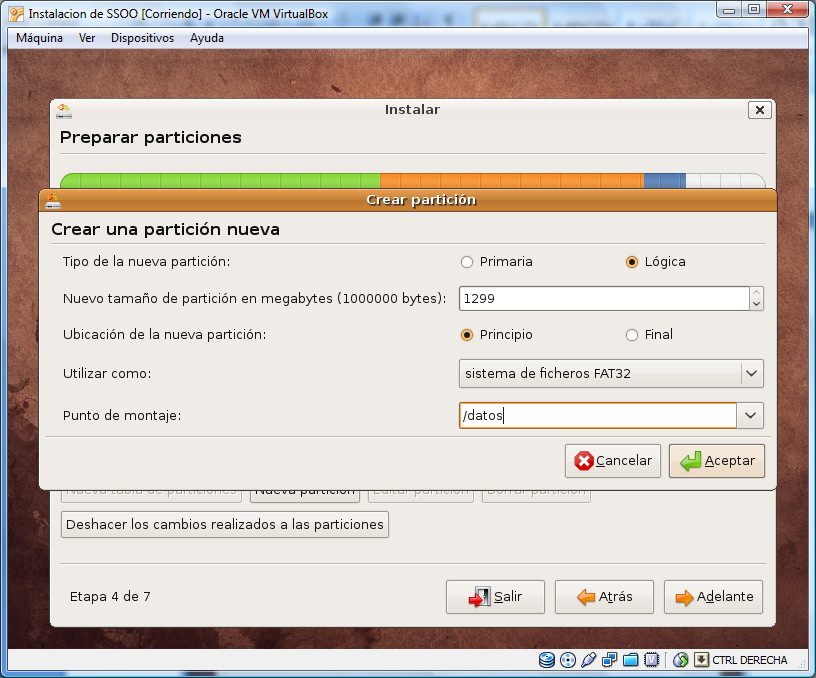 Instalacion de SSOO [Corriendo] - Oracle VM VirtualBox
Máquina Ver Dispositivos Ayuda
Instalar
Preparar particiones
Crear partición
Crear una partición nueva
Tipo de la nueva partición: Primaria Lógica
Nuevo tamaño de partición en megabytes (1000000 bytes): 1299
Ubicación de la nueva partición: Principio Final
Utilizar como: sistema de ficheros FAT32
Punto de montaje: /datos
Cancelar Aceptar
Nueva tabla de particiones Nueva partición Editar partición Borrar partición
Deshacer los cambios realizados a las particiones
Etapa 4 de 7 Salir Atrás Adelante
CTRL DERECHA